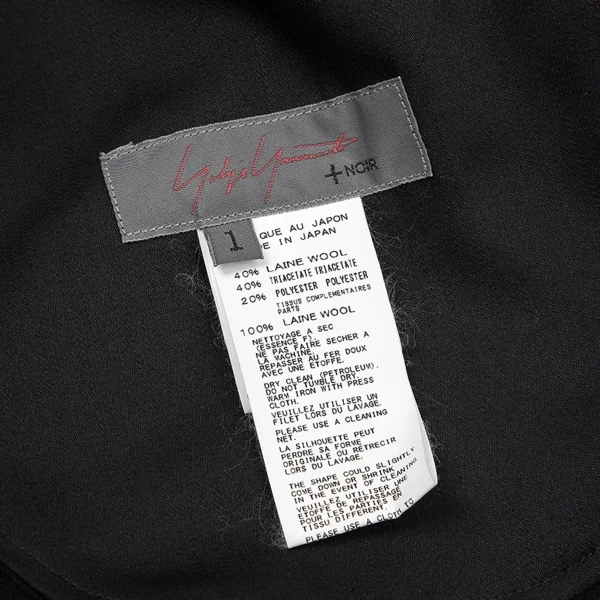 Yohji Yamamoto
+NOIR
1
QUE AU JAPON
E IN JAPAN
40% LAINE WOOL
40% TRIACETATE TRIACETATE
20% POLYESTER POLYESTER
TISSUS COMPLEMENTAIRES
PARTS
100% LAINE WOOL
NETTOYAGE A SEC
(ESSENCE F).
NE PAS FAIRE SECHER A
LA MACHINE.
REPASSER AU FER DOUX
AVEC UNE ETOFFE.
DRY CLEAN (PETROLEUM).
DO NOT TUMBLE DRY.
WARM IRON WITH PRESS
CLOTH.
VEUILLEZ UTILISER UN
FILET LORS DU LAVAGE.
PLEASE USE A CLEANING
NET.
LA SILHOUETTE PEUT
PERDRE SA FORME
ORIGINALE OU RETRECIR
LORS DU LAVAGE.
THE SHAPE COULD SLIGHTLY
COME DOWN OR SHRINK
IN THE EVENT OF CLEANING
VEUILLEZ UTILISER UNE
ETOFFE DE REPASSAGE
POUR LES PARTIES EN
TISSU DIFFERENT.
PLEASE USE A CLOTH TO